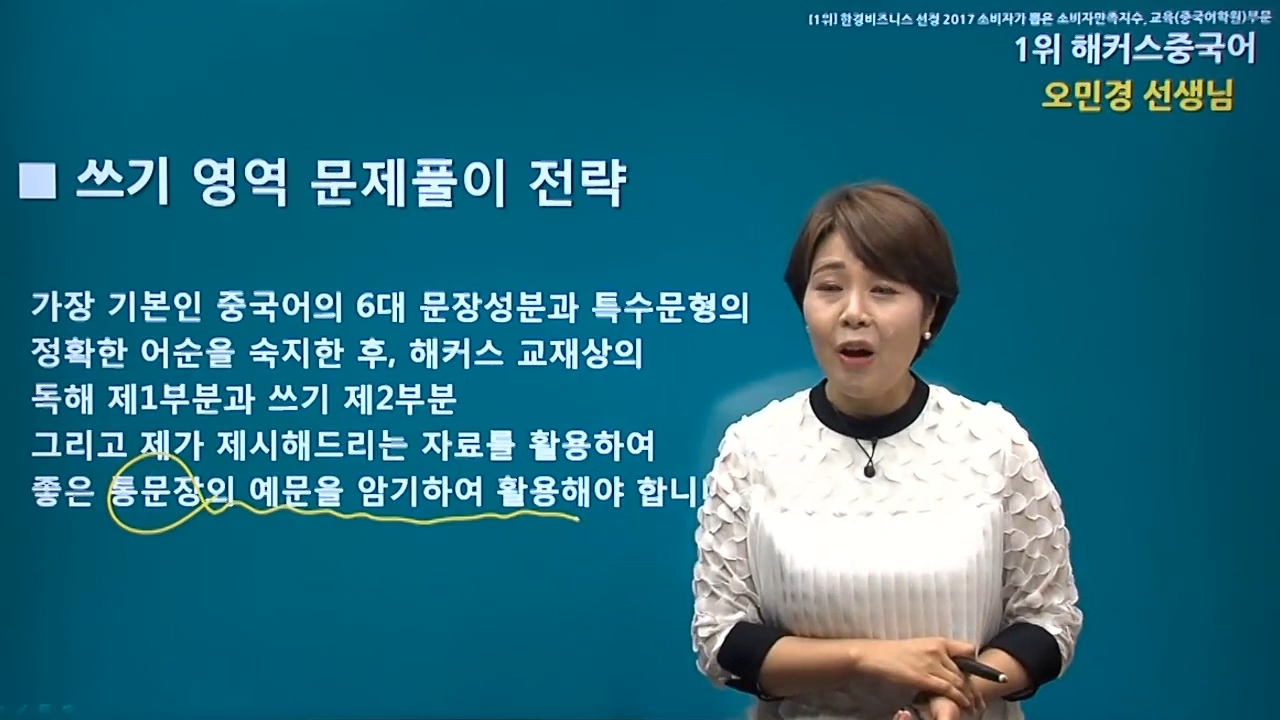 [1위] 한경비즈니스 선정 2017 소비자가 뽑은 소비자만족지수, 교육(중국어학원)부문
1위 해커스중국어
오민경 선생님
■ 쓰기 영역 문제풀이 전략
가장 기본인 중국어의 6대 문장성분과 특수문형의
정확한 어순을 숙지한 후, 해커스 교재상의
독해 제1부분과 쓰기 제2부분
그리고 제가 제시해드리는 자료를 활용하여
좋은 통문장의 예문을 암기하여 활용해야